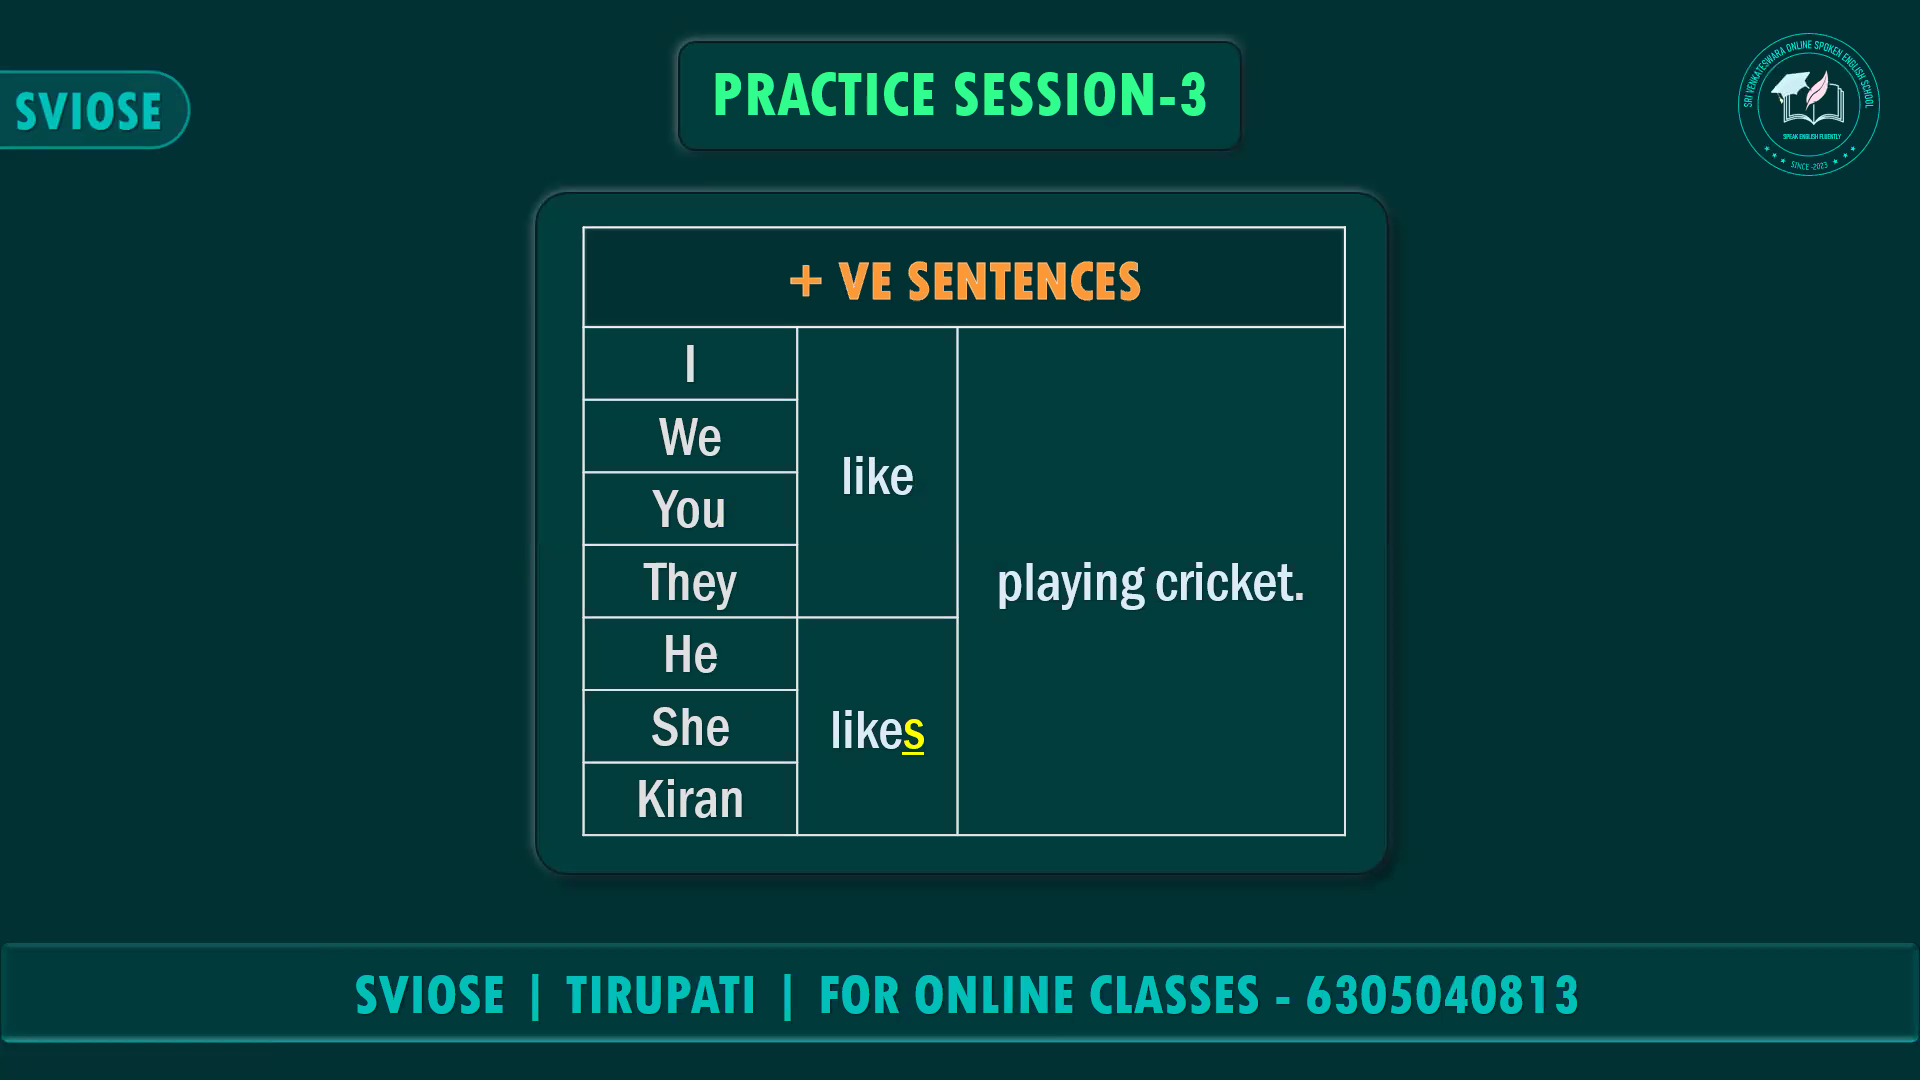 SVIOSE
PRACTICE SESSION-3
SRI VENKATESWARA ONLINE SPOKEN ENGLISH SCHOOL
SPEAK ENGLISH FLUENTLY
SINCE -2023
+ VE SENTENCES
I
We
You
They
like
He
She
Kiran
likes
playing cricket.
SVIOSE | TIRUPATI | FOR ONLINE CLASSES - 6305040813